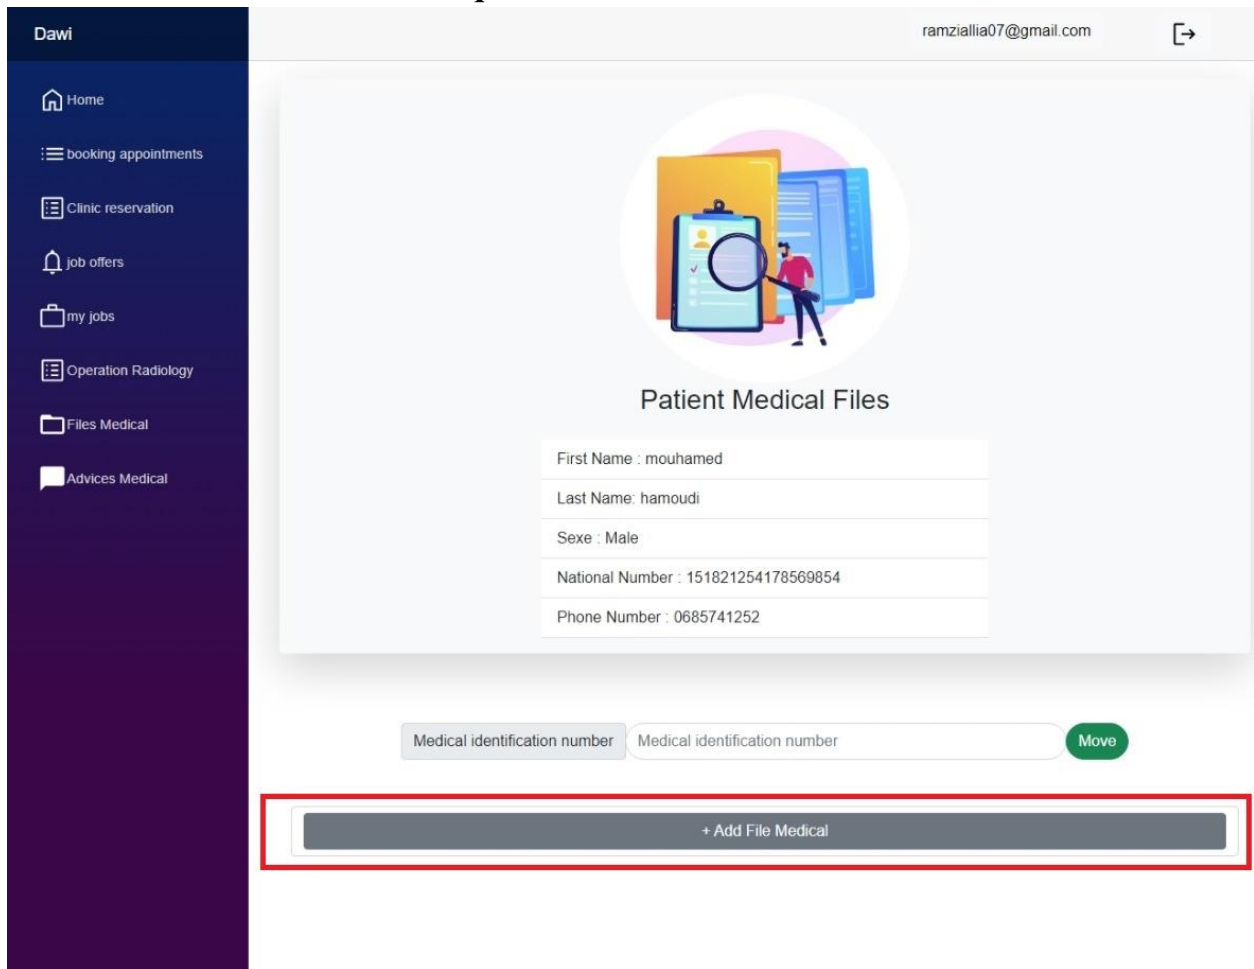 Dawi
ramziallia07@gmail.com
Home
booking appointments
Clinic reservation
job offers
my jobs
Operation Radiology
Files Medical
Advices Medical
Patient Medical Files
First Name : mouhamed
Last Name: hamoudi
Sexe : Male
National Number : 151821254178569854
Phone Number : 0685741252
Medical identification number Medical identification number Move
+ Add File Medical